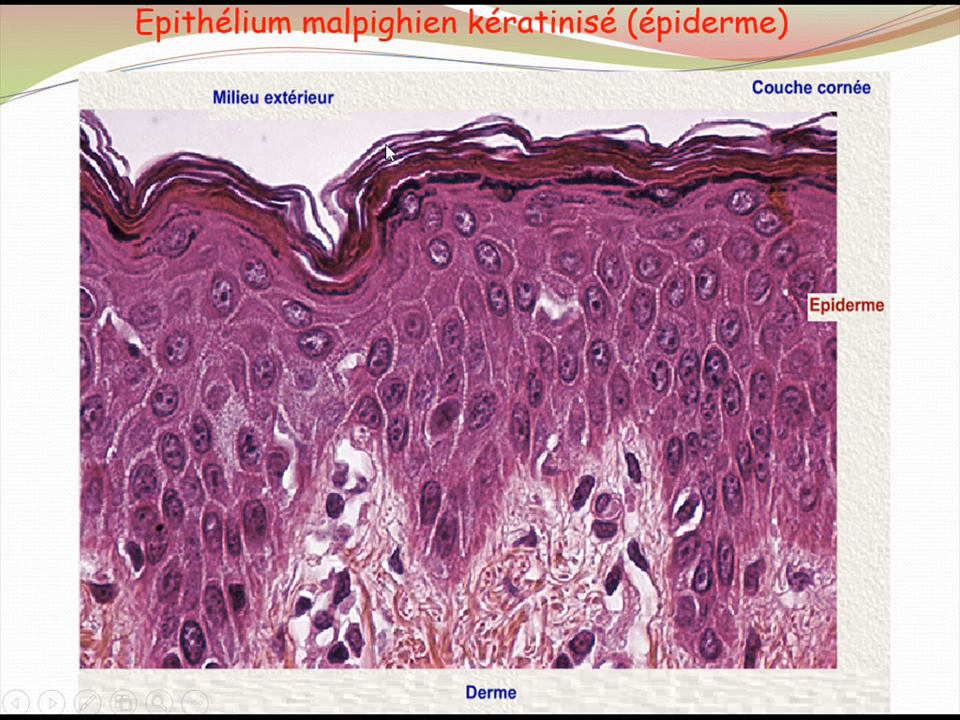 Epithélium malpighien kératinisé (épiderme)
Couche cornée
Milieu extérieur
Epiderme
Derme